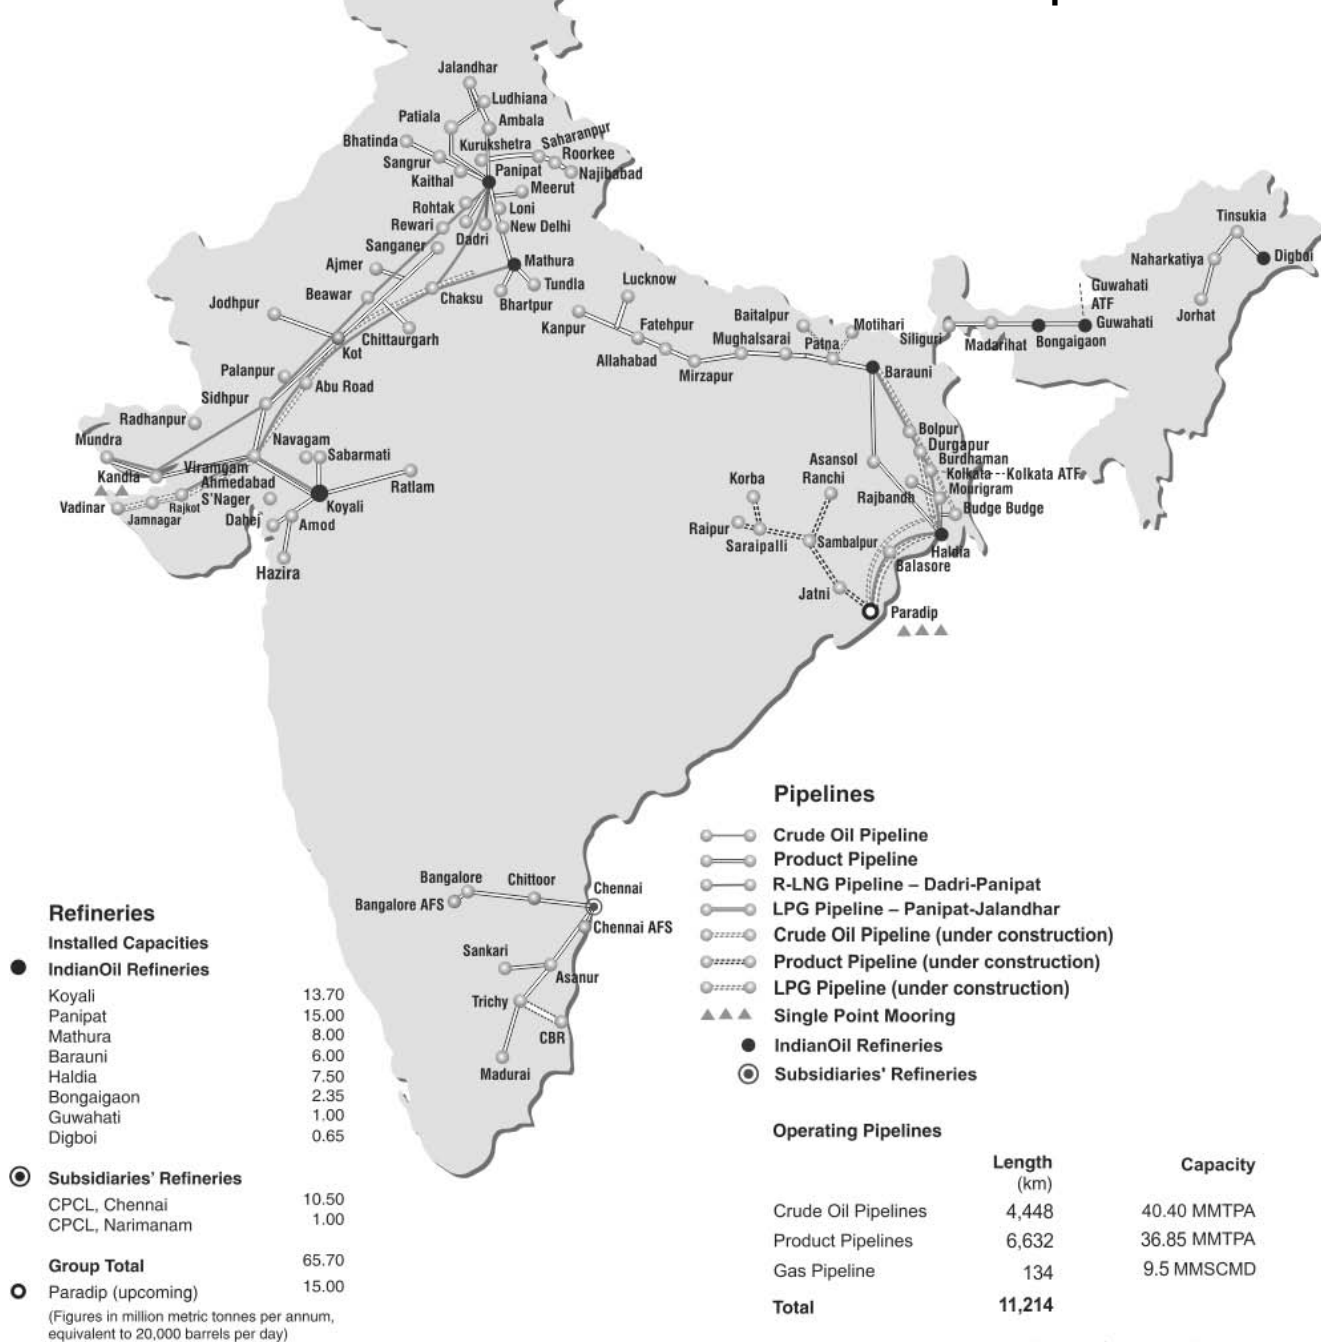 Jalandhar
Ludhiana
Patiala
Ambala
Bhatinda
Kurukshetra
Saharanpur
Sangrur
Roorkee
Kaithal
Panipat
Najibabad
Meerut
Rohtak
Loni
Rewari
Dadri
New Delhi
Sanganer
Ajmer
Mathura
Beawar
Chaksu
Tundla
Bhartpur
Jodhpur
Kot
Chittaurgarh
Palanpur
Abu Road
Sidhpur
Radhanpur
Mundra
Navagam
Sabarmati
Kandla
Viramgam
Ahmedabad
Ratlam
Vadinar
Jamnagar
Rajkot
S'Nager
Koyali
Dahej
Amod
Hazira
Lucknow
Kanpur
Fatehpur
Allahabad
Mirzapur
Mughalsarai
Baitalpur
Patna
Motihari
Barauni
Siliguri
Madarihat
Bongaigaon
Guwahati
ATF
Guwahati
Tinsukia
Naharkatiya
Digboi
Jorhat
Bolpur
Durgapur
Burdhaman
Asansol
Kolkata
Kolkata ATF
Rajbandh
Mourigram
Budge Budge
Korba
Ranchi
Raipur
Saraipalli
Sambalpur
Haldia
Balasore
Jatni
Paradip
Bangalore
Chittoor
Chennai
Bangalore AFS
Chennai AFS
Sankari
Asanur
Trichy
CBR
Madurai
Refineries
Installed Capacities
IndianOil Refineries
Koyali 13.70
Panipat 15.00
Mathura 8.00
Barauni 6.00
Haldia 7.50
Bongaigaon 2.35
Guwahati 1.00
Digboi 0.65
Subsidiaries' Refineries
CPCL, Chennai 10.50
CPCL, Narimanam 1.00
Group Total 65.70
Paradip (upcoming) 15.00
(Figures in million metric tonnes per annum,
equivalent to 20,000 barrels per day)
Pipelines
Crude Oil Pipeline
Product Pipeline
R-LNG Pipeline – Dadri-Panipat
LPG Pipeline – Panipat-Jalandhar
Crude Oil Pipeline (under construction)
Product Pipeline (under construction)
LPG Pipeline (under construction)
Single Point Mooring
IndianOil Refineries
Subsidiaries' Refineries
Operating Pipelines
Length Capacity
(km)
Crude Oil Pipelines 4,448 40.40 MMTPA
Product Pipelines 6,632 36.85 MMTPA
Gas Pipeline 134 9.5 MMSCMD
Total 11,214